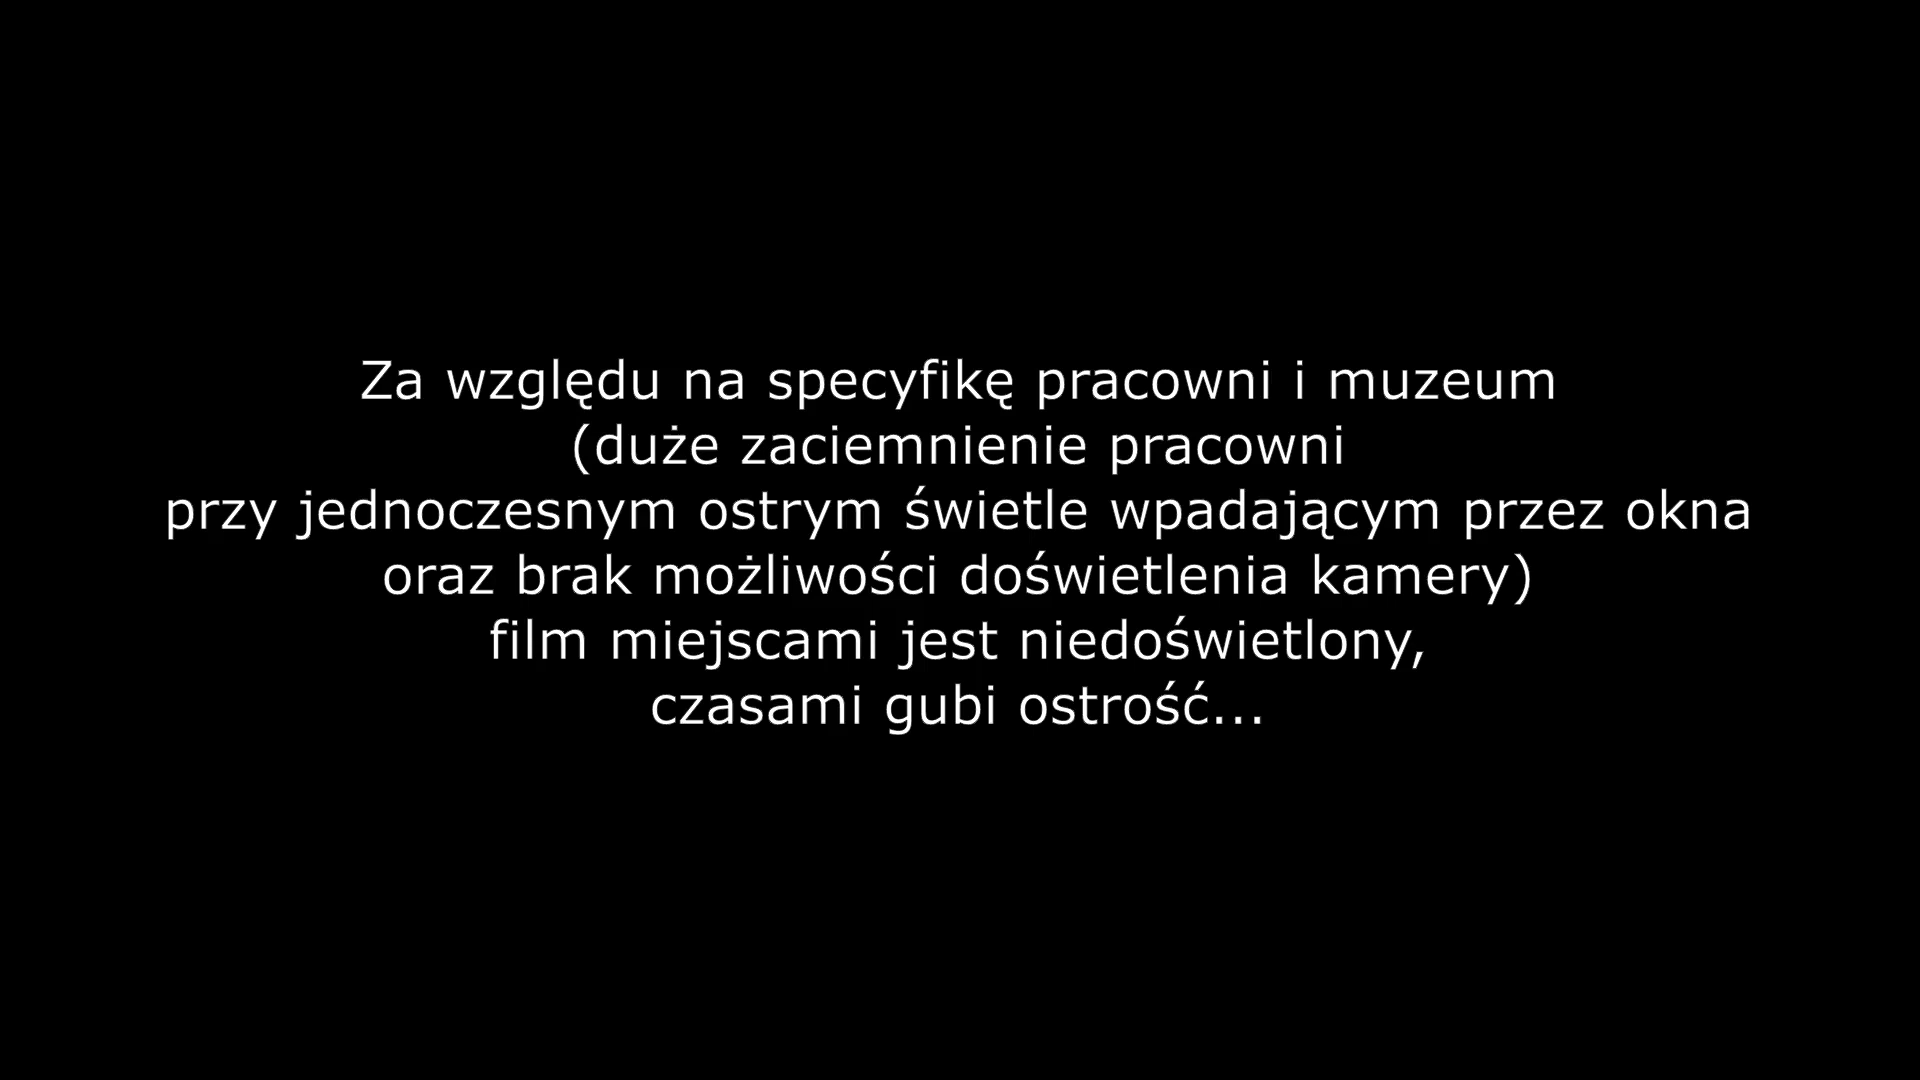 Za względu na specyfikę pracowni i muzeum
(duże zaciemnienie pracowni
przy jednoczesnym ostrym świetle wpadającym przez okna
oraz brak możliwości doświetlenia kamery)
film miejscami jest niedoświetlony,
czasami gubi ostrość...